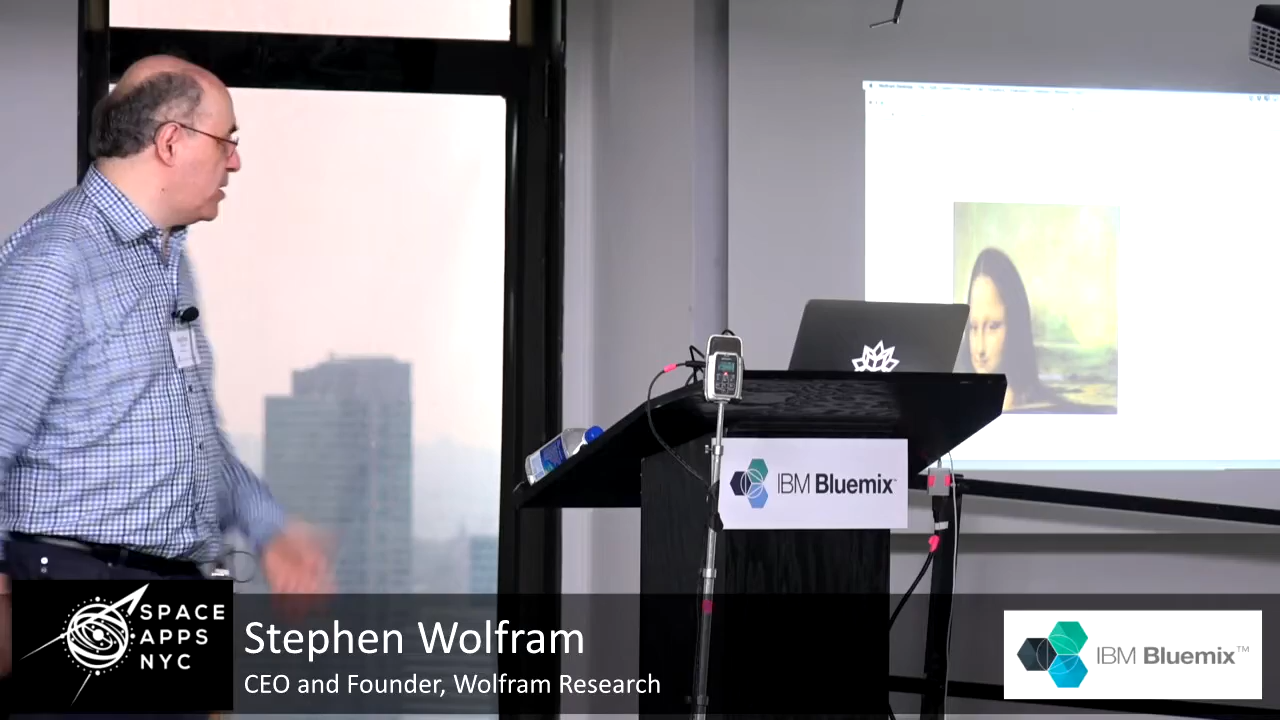 IBM Bluemix
SPACE
APPS
NYC
Stephen Wolfram
CEO and Founder, Wolfram Research
IBM Bluemix™